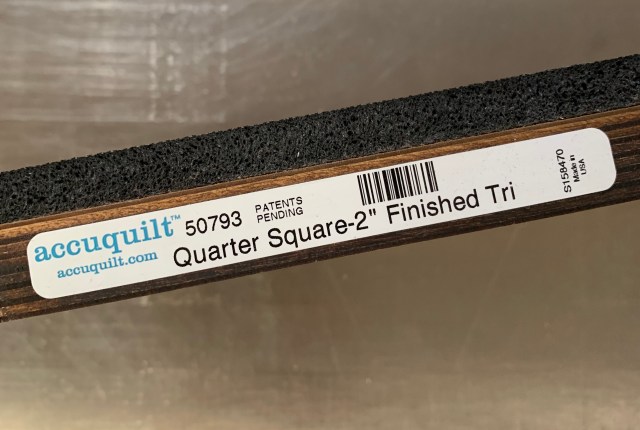 accuquilt™ 50793 PATENTS PENDING
accuquilt.com Quarter Square-2" Finished Tri
S158470
Made in
USA